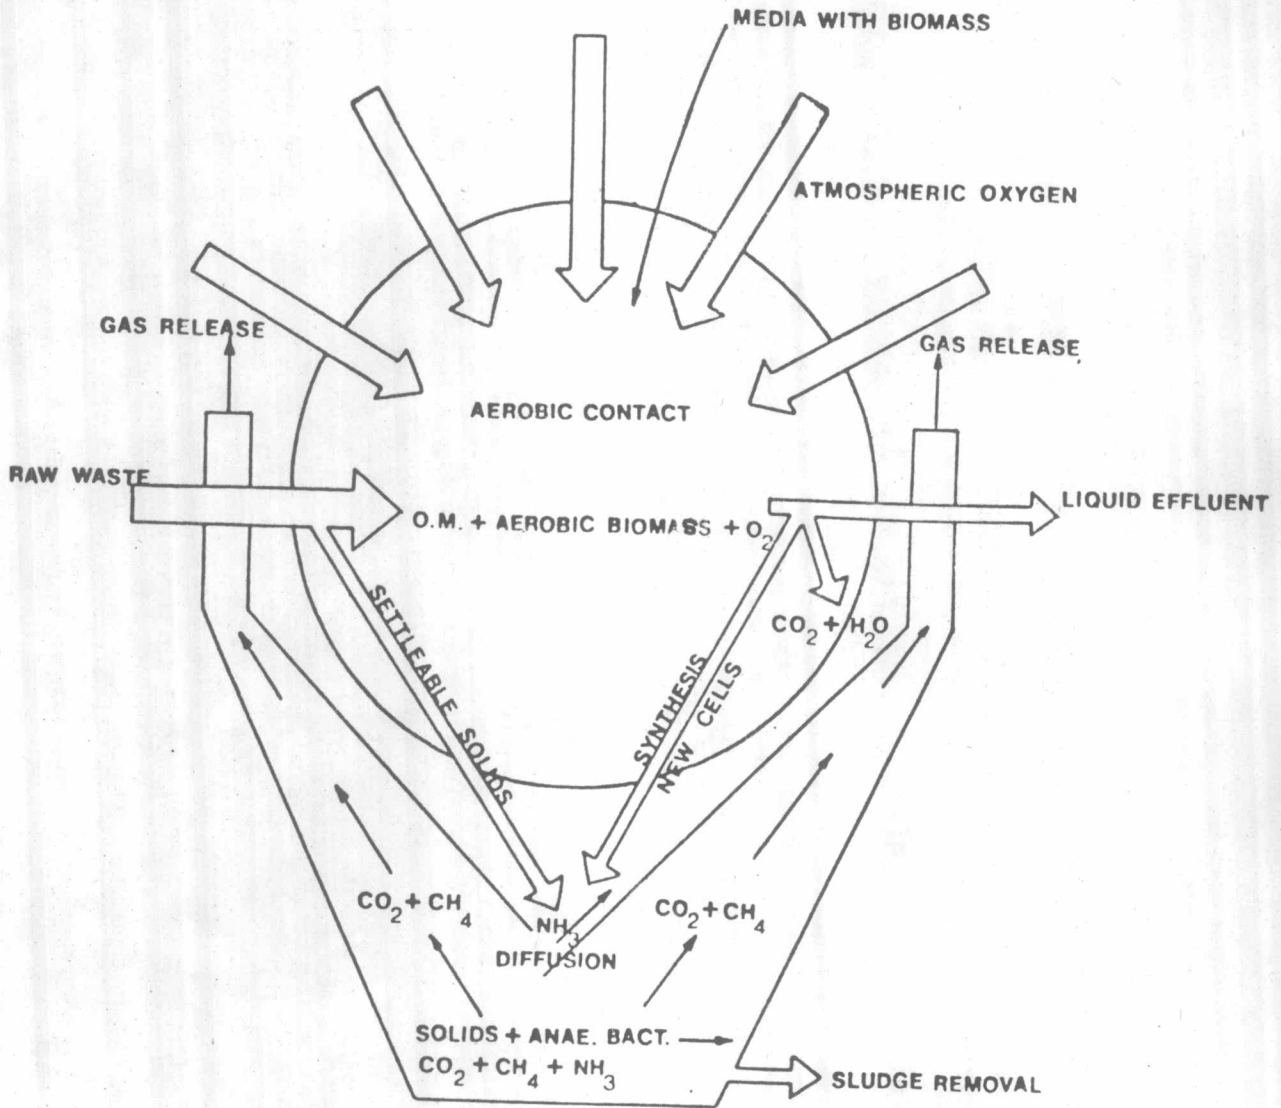 MEDIA WITH BIOMASS
ATMOSPHERIC OXYGEN
GAS RELEASE
GAS RELEASE
AEROBIC CONTACT
RAW WASTE
LIQUID EFFLUENT
O.M. + AEROBIC BIOMASS + O2
SETTLEABLE SOLIDS
CO2 + H2O
SYNTHESIS
NEW CELLS
CO2 + CH4
CO2 + CH4
NH3
DIFFUSION
SOLIDS + ANAE. BACT.
CO2 + CH4 + NH3
SLUDGE REMOVAL